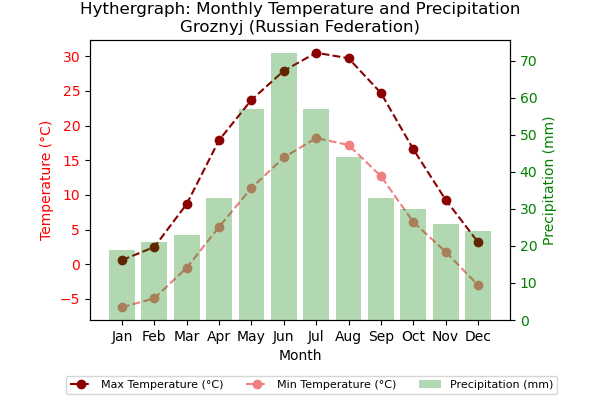 Hythergraph: Monthly Temperature and Precipitation
Groznyj (Russian Federation)
Temperature (°C)
30
25
20
15
10
5
0
−5
70
60
50
40
30
20
10
0
Precipitation (mm)
Jan Feb Mar Apr May Jun Jul Aug Sep Oct Nov Dec
Month
Max Temperature (°C) Min Temperature (°C) Precipitation (mm)